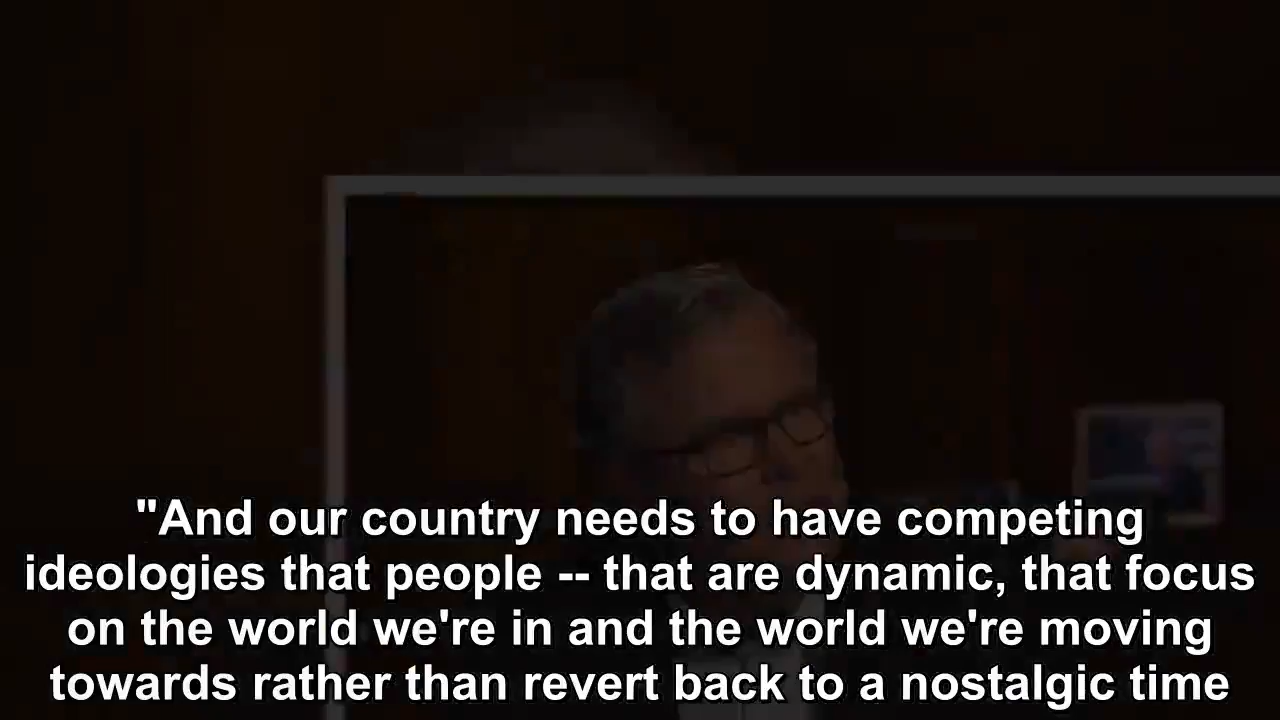 "And our country needs to have competing
ideologies that people -- that are dynamic, that focus
on the world we're in and the world we're moving
towards rather than revert back to a nostalgic time